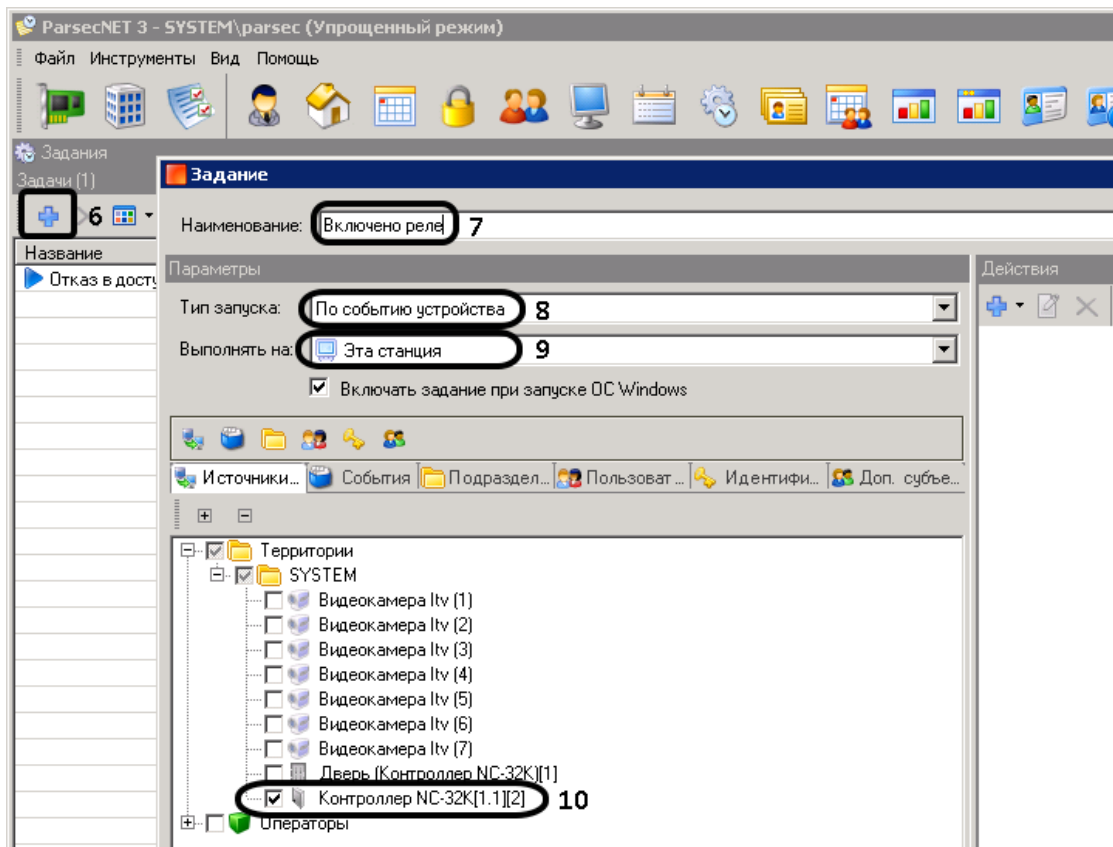 ParsecNET 3 - SYSTEM\parsec (Упрощенный режим)
Файл Инструменты Вид Помощь
Задания
Задачи (1)
Задание
6
Наименование: Включено реле 7
Название
Отказ в досту
Параметры
Действия
Тип запуска: По событию устройства 8
Выполнять на: Эта станция 9
Включать задание при запуске ОС Windows
Источники... События Подраздел... Пользоват... Идентифи... Доп. субъе...
Территории
SYSTEM
Видеокамера Itv (1)
Видеокамера Itv (2)
Видеокамера Itv (3)
Видеокамера Itv (4)
Видеокамера Itv (5)
Видеокамера Itv (6)
Видеокамера Itv (7)
Дверь (Контроллер NC-32K)[1]
Контроллер NC-32K[1.1][2] 10
Операторы